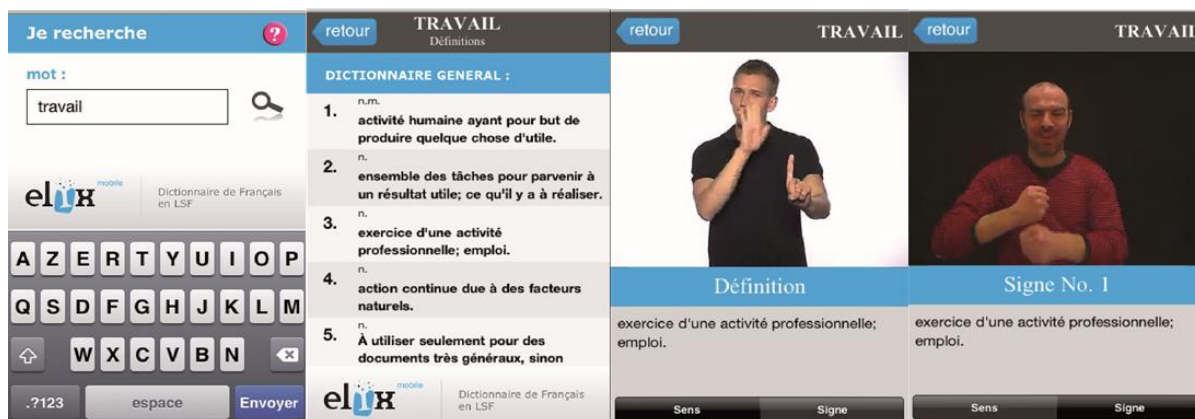 Je recherche
?
mot :
travail
elix mobile
Dictionnaire de Français
en LSF
A Z E R T Y U I O P
Q S D F G H J K L M
W X C V B N
.?123 espace Envoyer
retour
TRAVAIL
Définitions
DICTIONNAIRE GENERAL :
1. n.m.
activité humaine ayant pour but de
produire quelque chose d'utile.
2. n.
ensemble des tâches pour parvenir à
un résultat utile; ce qu'il y a à réaliser.
3. n.
exercice d'une activité
professionnelle; emploi.
4. n.
action continue due à des facteurs
naturels.
5. n.
À utiliser seulement pour des
documents très généraux, sinon
elix mobile
Dictionnaire de Français
en LSF
retour
TRAVAIL
Définition
exercice d'une activité professionnelle;
emploi.
Sens Signe
retour
TRAVAIL
Signe No. 1
exercice d'une activité professionnelle;
emploi.
Sens Signe